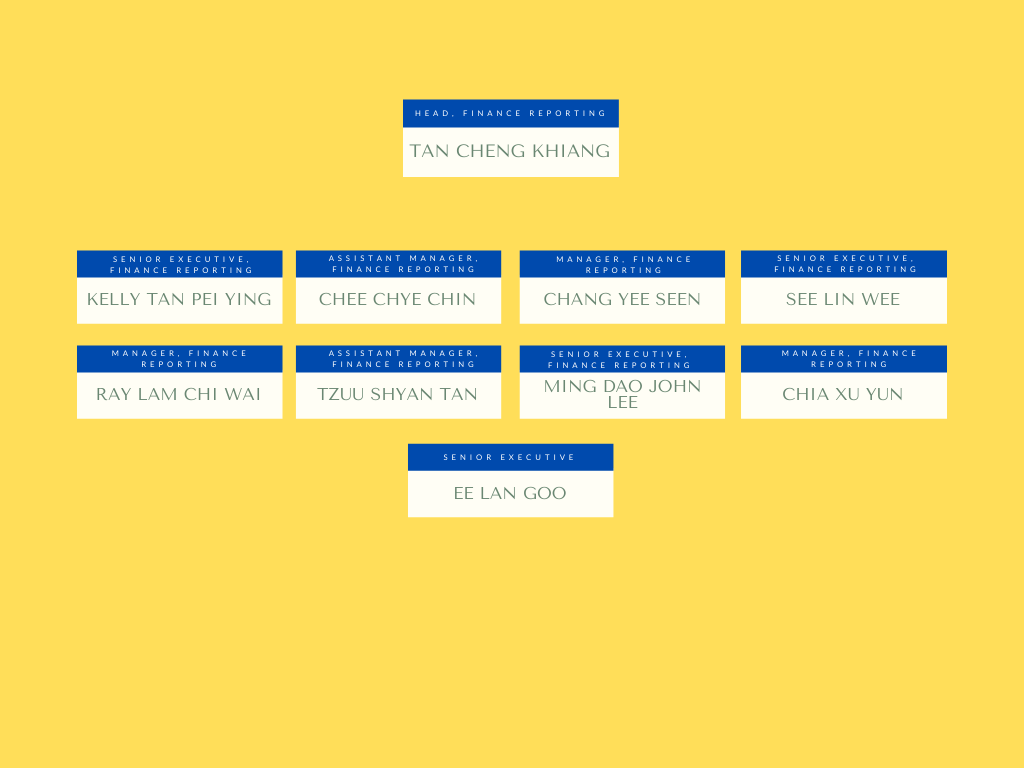 HEAD, FINANCE REPORTING
TAN CHENG KHIANG
SENIOR EXECUTIVE,
FINANCE REPORTING
KELLY TAN PEI YING
ASSISTANT MANAGER,
FINANCE REPORTING
CHEE CHYE CHIN
MANAGER, FINANCE
REPORTING
CHANG YEE SEEN
SENIOR EXECUTIVE,
FINANCE REPORTING
SEE LIN WEE
MANAGER, FINANCE
REPORTING
RAY LAM CHI WAI
ASSISTANT MANAGER,
FINANCE REPORTING
TZUU SHYAN TAN
SENIOR EXECUTIVE,
FINANCE REPORTING
MING DAO JOHN
LEE
MANAGER, FINANCE
REPORTING
CHIA XU YUN
SENIOR EXECUTIVE
EE LAN GOO